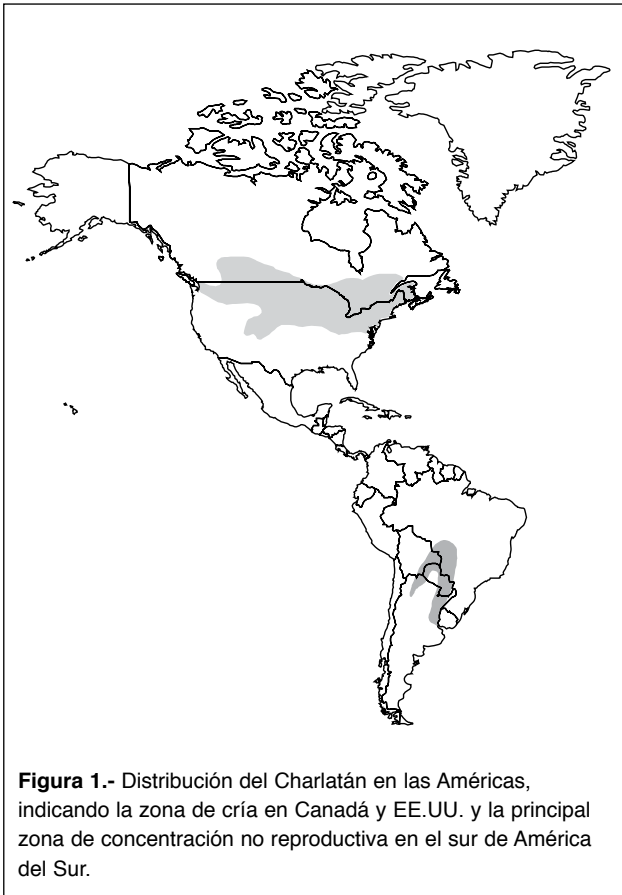 Figura 1.- Distribución del Charlatán en las Américas,
indicando la zona de cría en Canadá y EE.UU. y la principal
zona de concentración no reproductiva en el sur de América
del Sur.